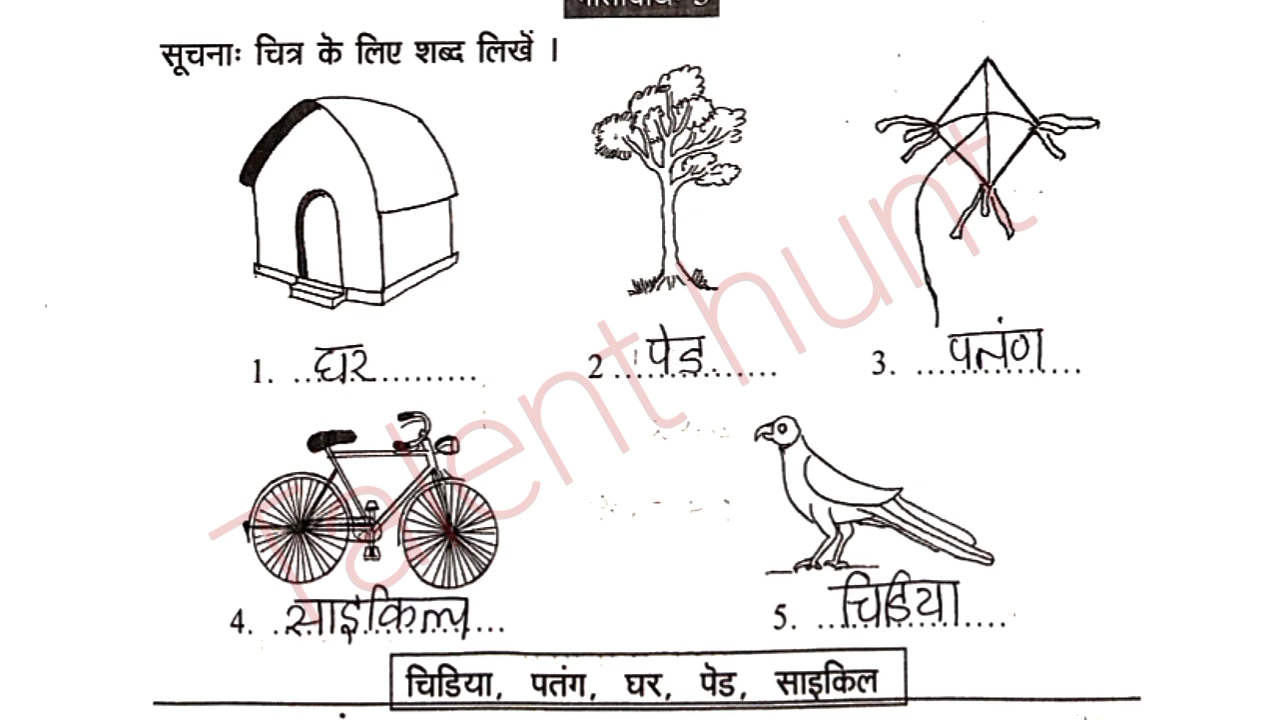 सूचनाः चित्र के लिए शब्द लिखें ।
1. घर
2 पेड
3. पतंग
4. साइकिल
5. चिडिया
चिडिया, पतंग, घर, पेड, साइकिल
Talent hunt